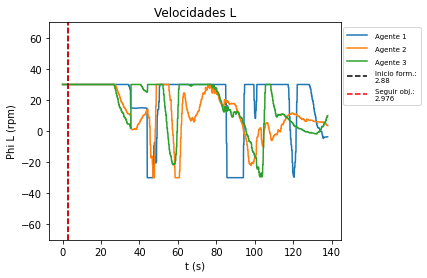 Velocidades L
Agente 1
Agente 2
Agente 3
Inicio form.:
2.88
Seguir obj.:
2.976
Phi L (rpm)
60
40
20
0
−20
−40
−60
0 20 40 60 80 100 120 140
t (s)